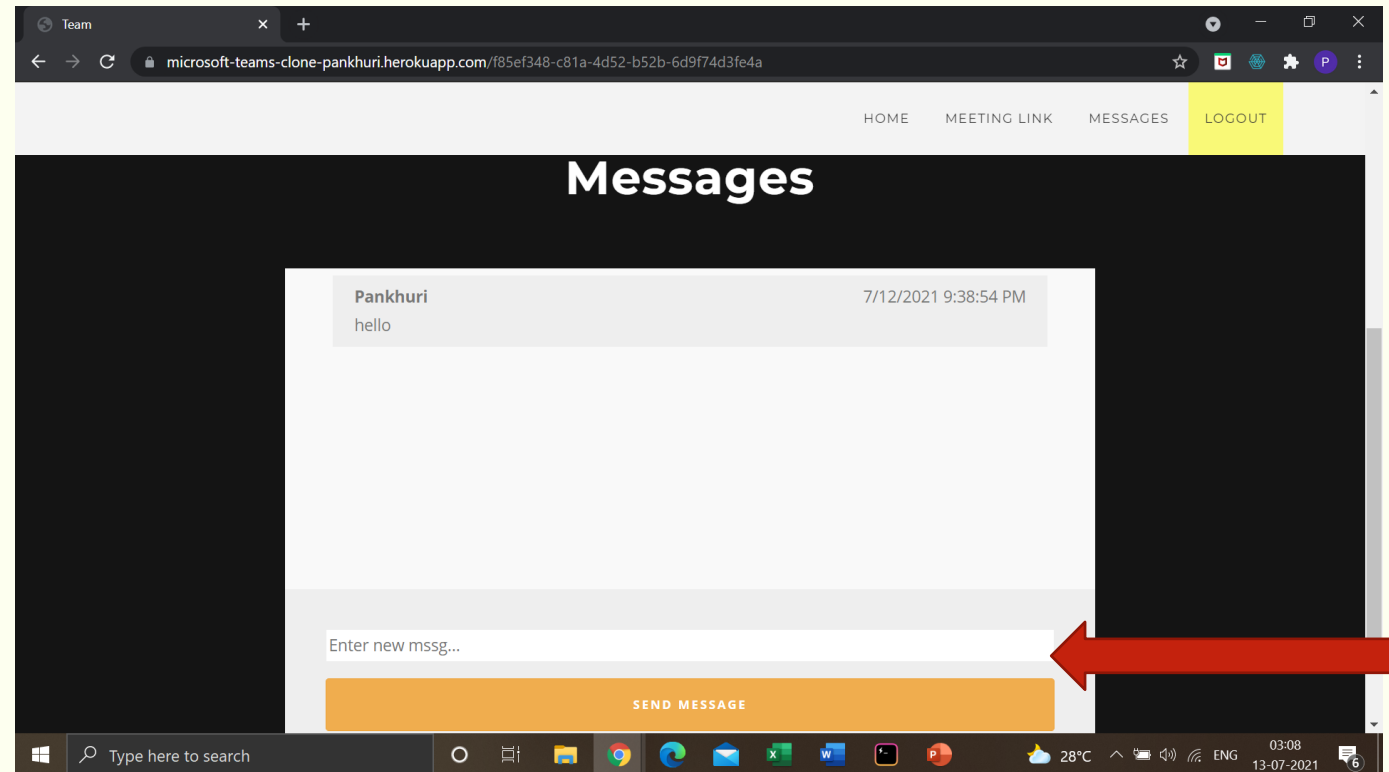 Team
microsoft-teams-clone-pankhuri.herokuapp.com/f85ef348-c81a-4d52-b52b-6d9f74d3fe4a
P
HOME MEETING LINK MESSAGES LOGOUT
Messages
Pankhuri 7/12/2021 9:38:54 PM
hello
Enter new mssg...
SEND MESSAGE
Type here to search
28°C ENG
03:08
13-07-2021
6